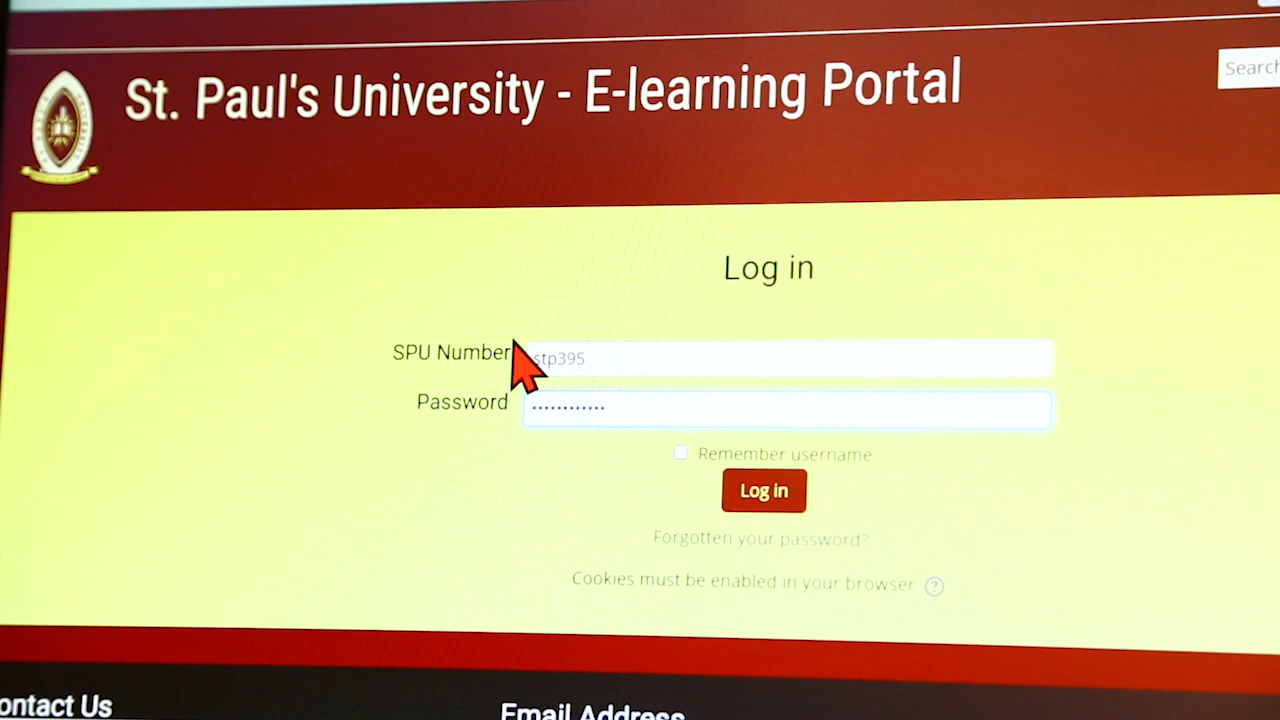 St. Paul's University - E-learning Portal
Search
Log in
SPU Number
stp395
Password
••••••••••••
Remember username
Log in
Forgotten your password?
Cookies must be enabled in your browser ?
ontact Us
Email Address